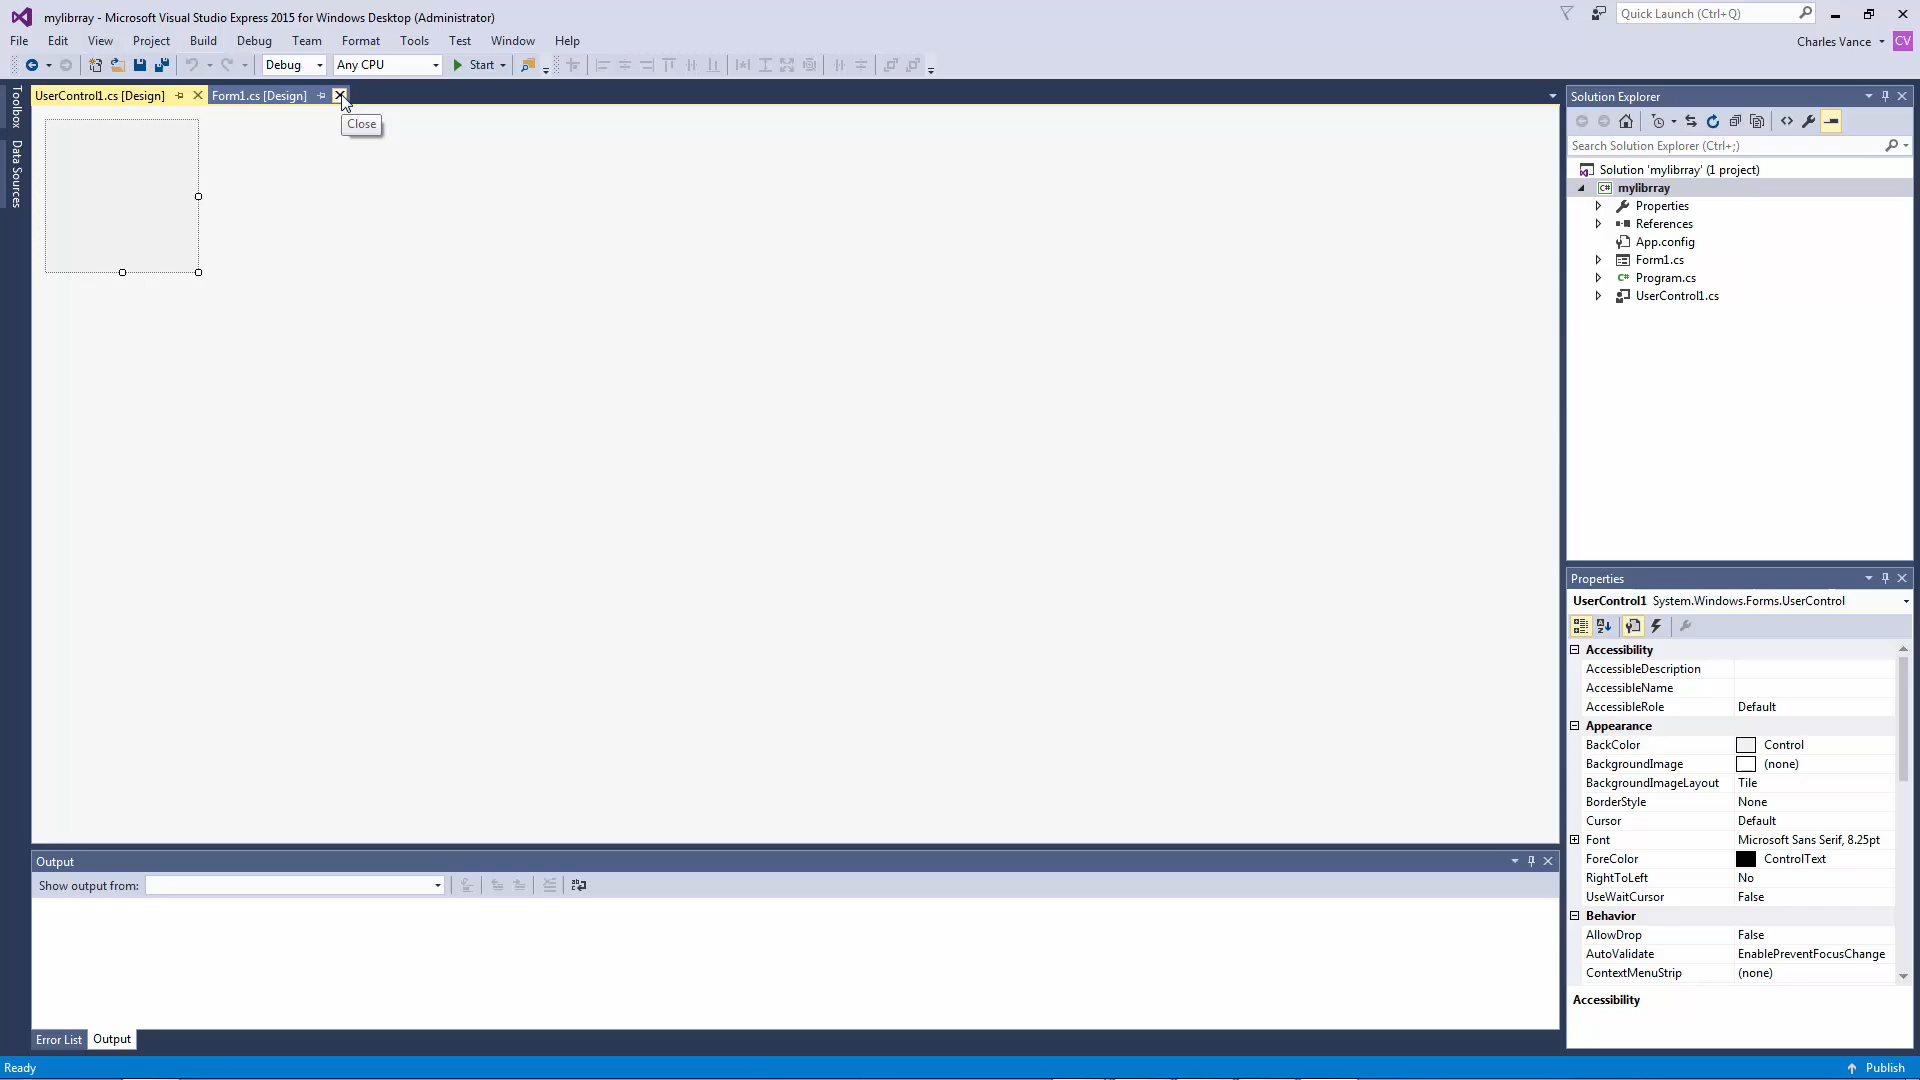 mylibrray - Microsoft Visual Studio Express 2015 for Windows Desktop (Administrator)
Quick Launch (Ctrl+Q)
File Edit View Project Build Debug Team Format Tools Test Window Help
Charles Vance CV
Debug Any CPU Start
Toolbox
Data Sources
UserControl1.cs [Design] Form1.cs [Design]
Close
Solution Explorer
Search Solution Explorer (Ctrl+;)
Solution 'mylibrray' (1 project)
C# mylibrray
Properties
References
App.config
Form1.cs
C# Program.cs
UserControl1.cs
Properties
UserControl1 System.Windows.Forms.UserControl
Accessibility
AccessibleDescription
AccessibleName
AccessibleRole Default
Appearance
BackColor Control
BackgroundImage (none)
BackgroundImageLayout Tile
BorderStyle None
Cursor Default
Font Microsoft Sans Serif, 8.25pt
ForeColor ControlText
RightToLeft No
UseWaitCursor False
Behavior
AllowDrop False
AutoValidate EnablePreventFocusChange
ContextMenuStrip (none)
Accessibility
Output
Show output from:
Error List Output
Ready
Publish